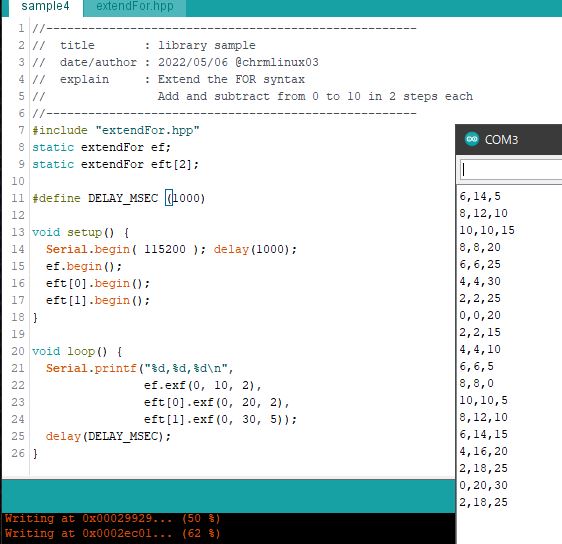 sample4
extendFor.hpp
1 //-----------------------------------------------------
2 // title : library sample
3 // date/author : 2022/05/06 @chrmlinux03
4 // explain : Extend the FOR syntax
5 // Add and subtract from 0 to 10 in 2 steps each
6 //-----------------------------------------------------
7 #include "extendFor.hpp"
8 static extendFor ef;
9 static extendFor eft[2];
10
11 #define DELAY_MSEC (1000)
12
13 void setup() {
14 Serial.begin( 115200 ); delay(1000);
15 ef.begin();
16 eft[0].begin();
17 eft[1].begin();
18 }
19
20 void loop() {
21 Serial.printf("%d,%d,%d\n",
22 ef.exf(0, 10, 2),
23 eft[0].exf(0, 20, 2),
24 eft[1].exf(0, 30, 5));
25 delay(DELAY_MSEC);
26 }
Writing at 0x00029929... (50 %)
Writing at 0x0002ec01... (62 %)
COM3
6,14,5
8,12,10
10,10,15
8,8,20
6,6,25
4,4,30
2,2,25
0,0,20
2,2,15
4,4,10
6,6,5
8,8,0
10,10,5
8,12,10
6,14,15
4,16,20
2,18,25
0,20,30
2,18,25